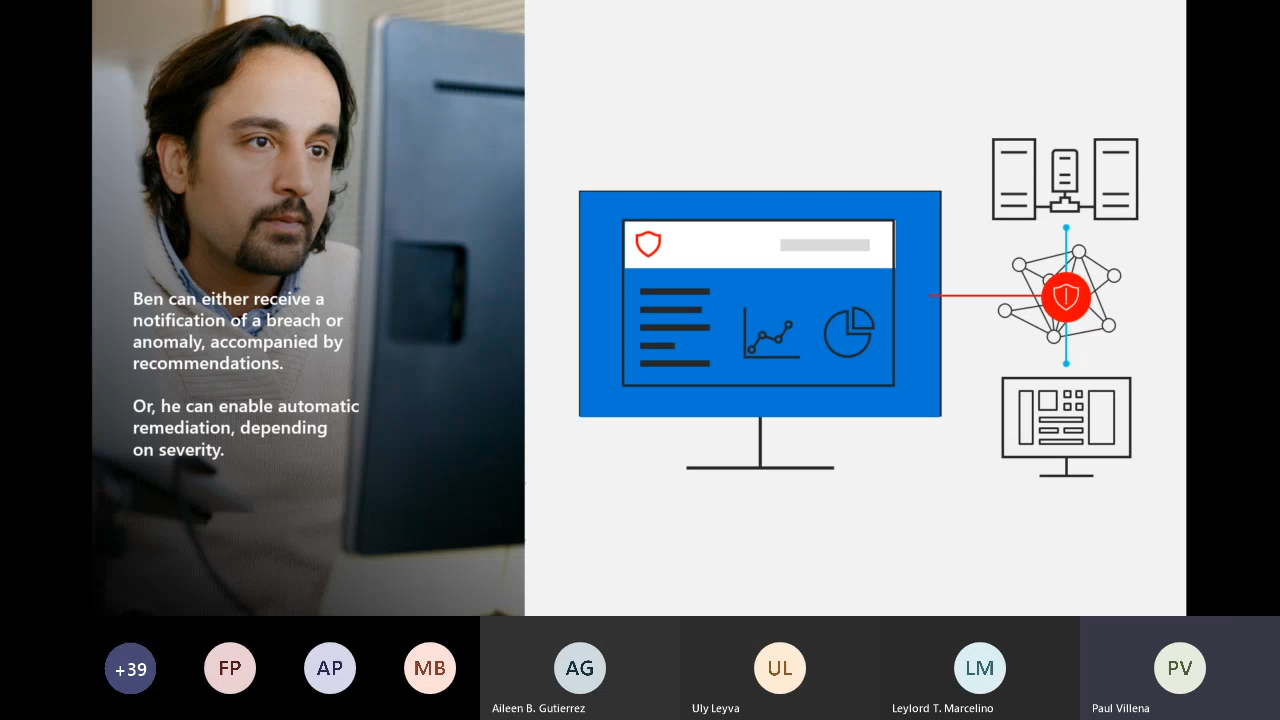 Ben can either receive a
notification of a breach or
anomaly, accompanied by
recommendations.
Or, he can enable automatic
remediation, depending
on severity.
+39
FP
AP
MB
AG
UL
LM
PV
Aileen B. Gutierrez
Uly Leyva
Leylord T. Marcelino
Paul Villena